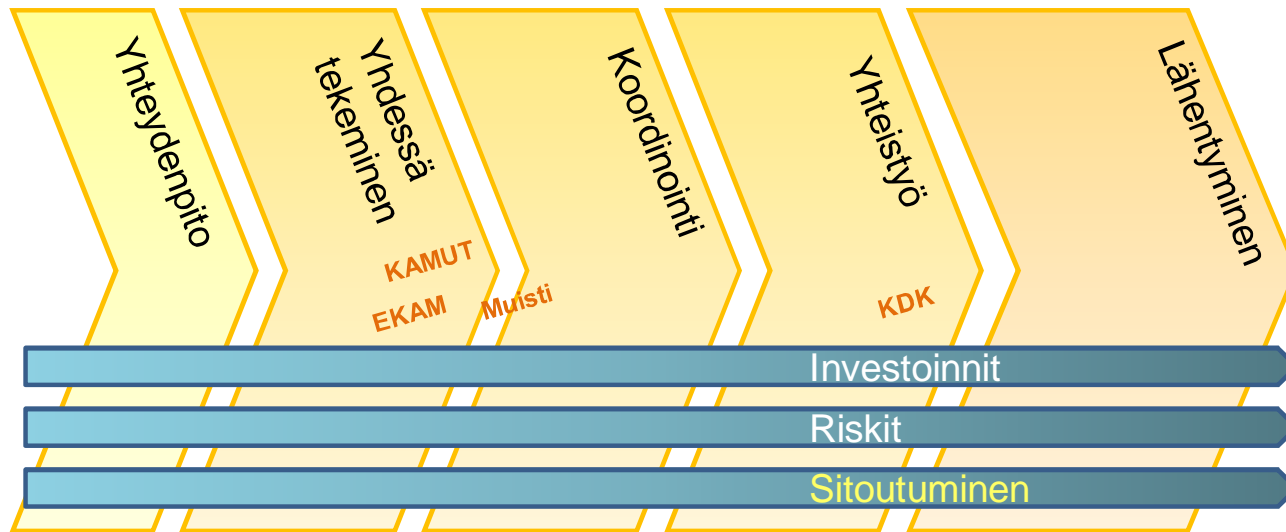 Yhteydenpito
Yhdessä
tekeminen
Koordinointi
Yhteistyö
Lähentyminen
KAMUT
EKAM
Muisti
KDK
Investoinnit
Riskit
Sitoutuminen